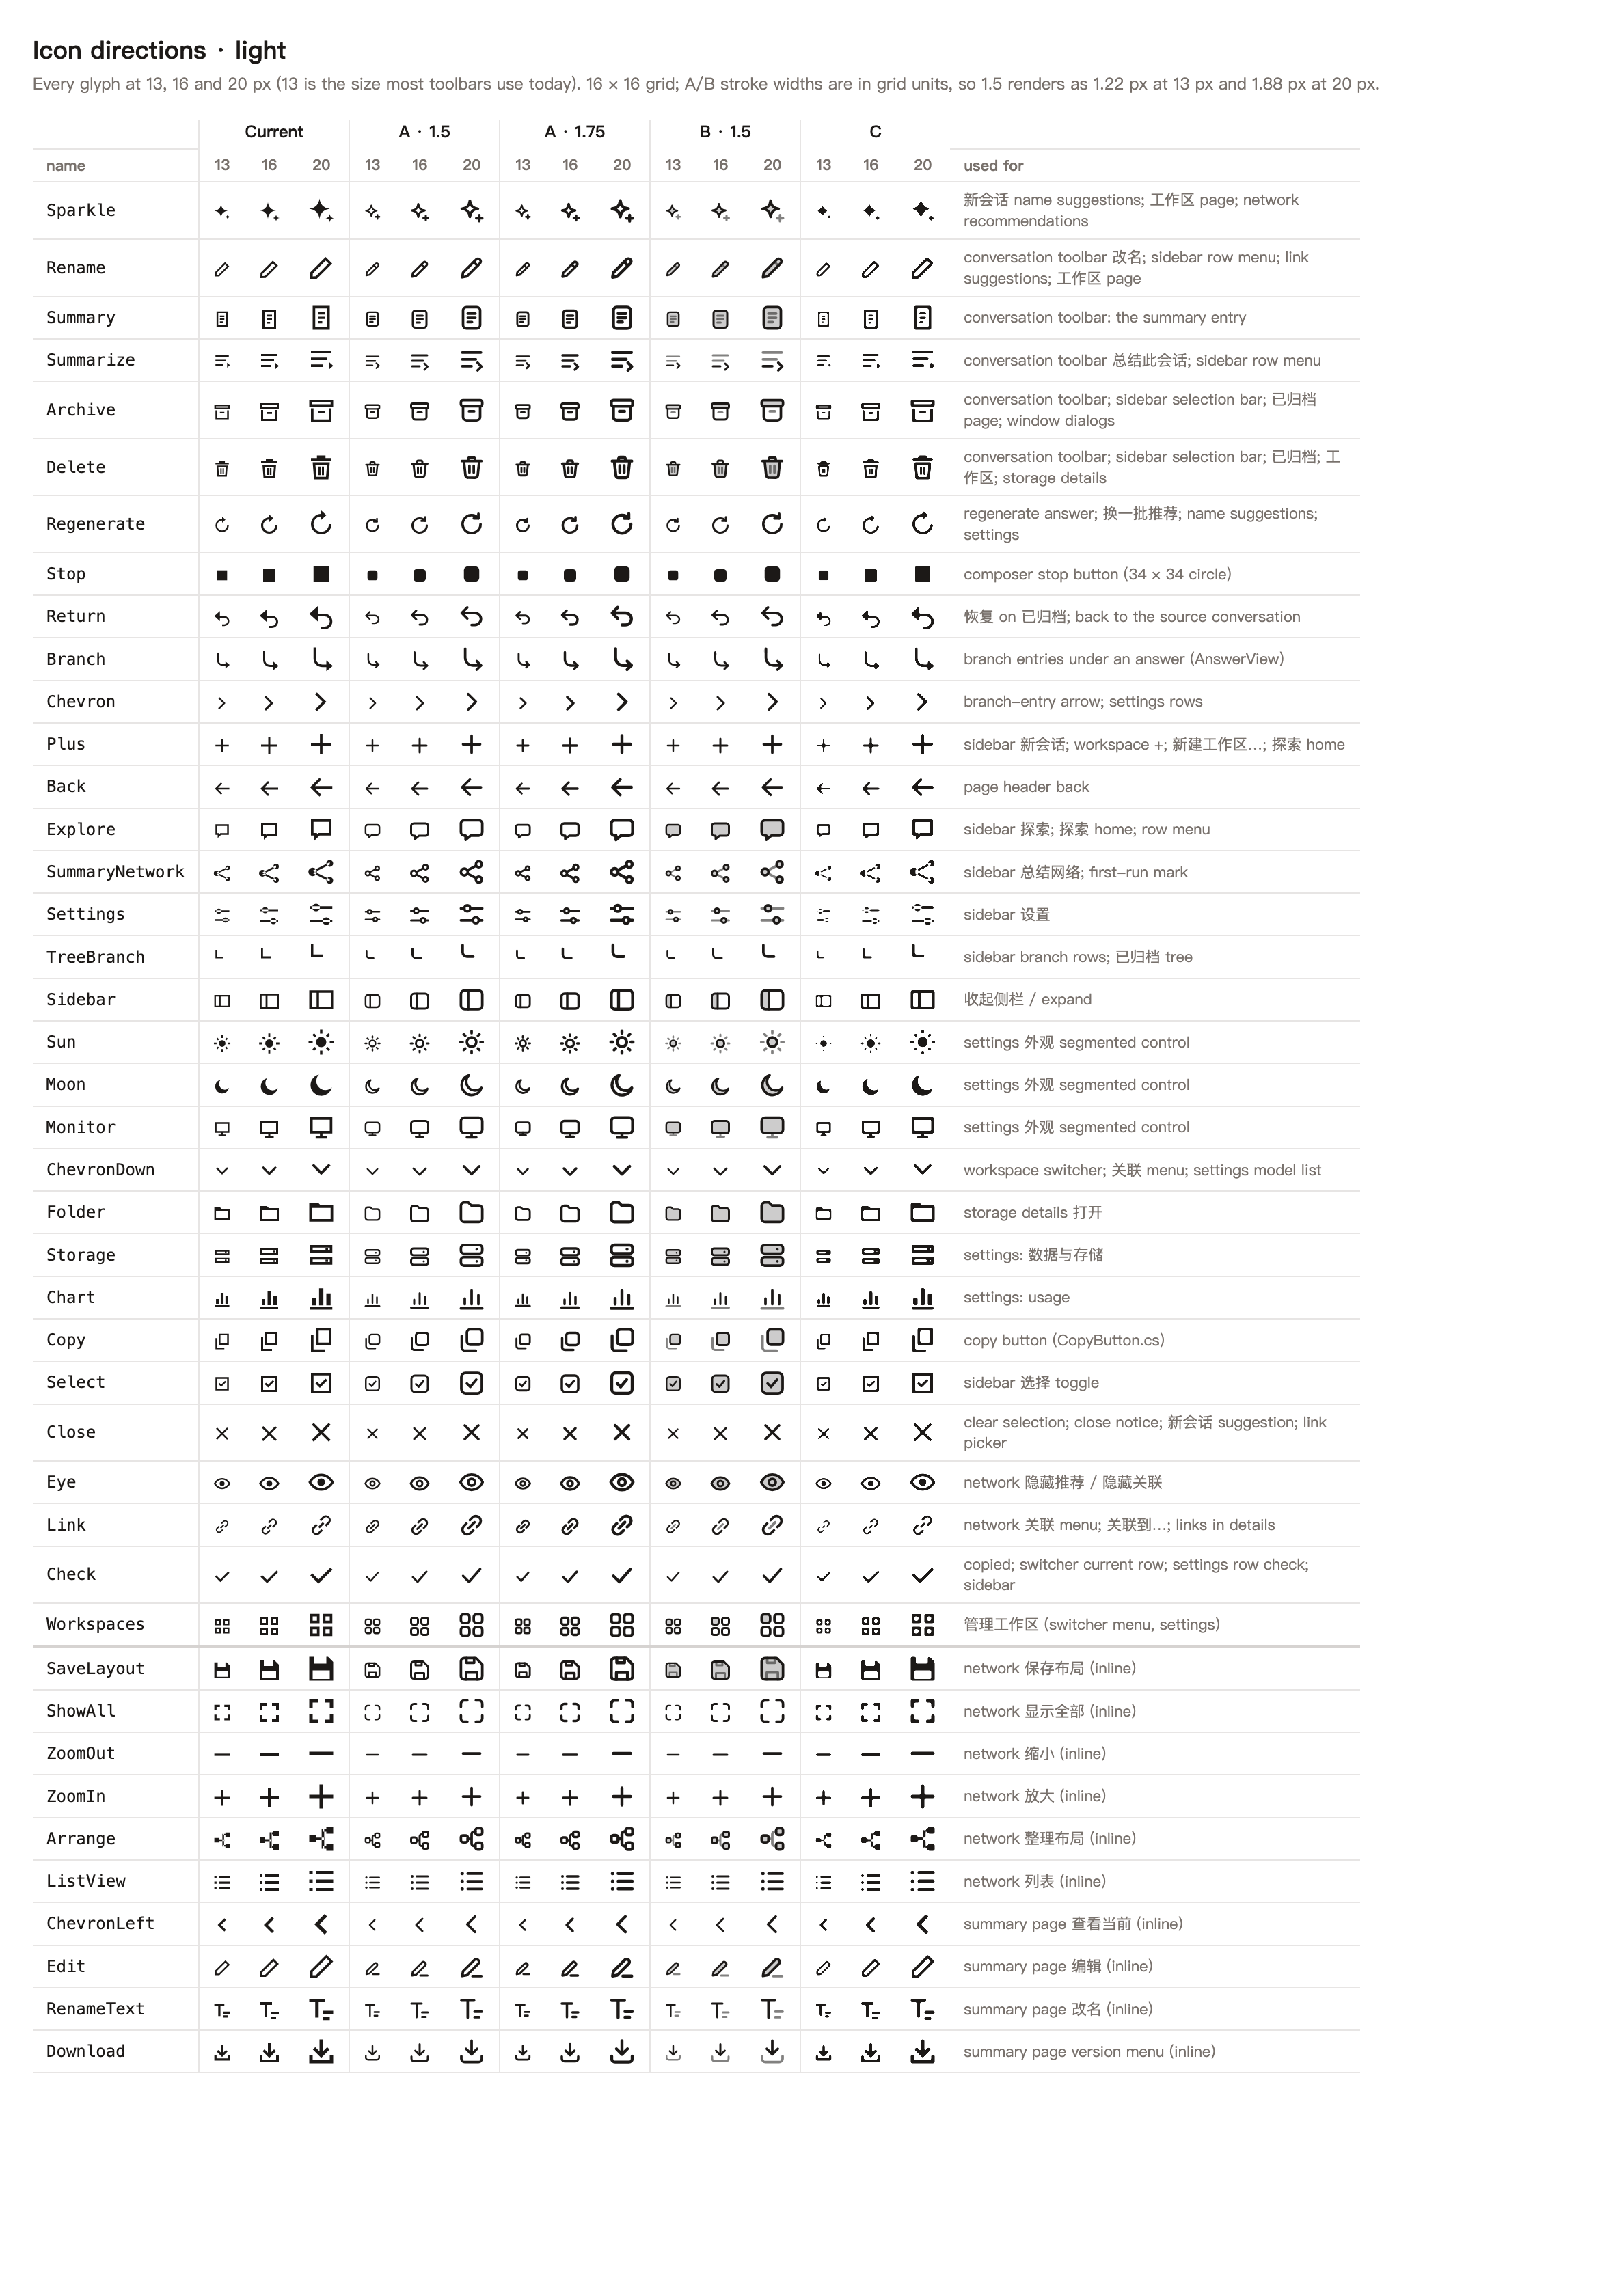 Icon directions · light
Every glyph at 13, 16 and 20 px (13 is the size most toolbars use today). 16 × 16 grid; A/B stroke widths are in grid units, so 1.5 renders as 1.22 px at 13 px and 1.88 px at 20 px.
Current A · 1.5 A · 1.75 B · 1.5 C
name 13 16 20 13 16 20 13 16 20 13 16 20 13 16 20 used for
Sparkle 新会话 name suggestions; 工作区 page; network
recommendations
Rename conversation toolbar 改名; sidebar row menu; link
suggestions; 工作区 page
Summary conversation toolbar: the summary entry
Summarize conversation toolbar 总结此会话; sidebar row menu
Archive conversation toolbar; sidebar selection bar; 已归档
page; window dialogs
Delete conversation toolbar; sidebar selection bar; 已归档; 工
作区; storage details
Regenerate regenerate answer; 换一批推荐; name suggestions;
settings
Stop composer stop button (34 × 34 circle)
Return 恢复 on 已归档; back to the source conversation
Branch branch entries under an answer (AnswerView)
Chevron branch-entry arrow; settings rows
Plus sidebar 新会话; workspace +; 新建工作区…; 探索 home
Back page header back
Explore sidebar 探索; 探索 home; row menu
SummaryNetwork sidebar 总结网络; first-run mark
Settings sidebar 设置
TreeBranch sidebar branch rows; 已归档 tree
Sidebar 收起侧栏 / expand
Sun settings 外观 segmented control
Moon settings 外观 segmented control
Monitor settings 外观 segmented control
ChevronDown workspace switcher; 关联 menu; settings model list
Folder storage details 打开
Storage settings: 数据与存储
Chart settings: usage
Copy copy button (CopyButton.cs)
Select sidebar 选择 toggle
Close clear selection; close notice; 新会话 suggestion; link
picker
Eye network 隐藏推荐 / 隐藏关联
Link network 关联 menu; 关联到…; links in details
Check copied; switcher current row; settings row check;
sidebar
Workspaces 管理工作区 (switcher menu, settings)
SaveLayout network 保存布局 (inline)
ShowAll network 显示全部 (inline)
ZoomOut network 缩小 (inline)
ZoomIn network 放大 (inline)
Arrange network 整理布局 (inline)
ListView network 列表 (inline)
ChevronLeft summary page 查看当前 (inline)
Edit summary page 编辑 (inline)
RenameText summary page 改名 (inline)
Download summary page version menu (inline)